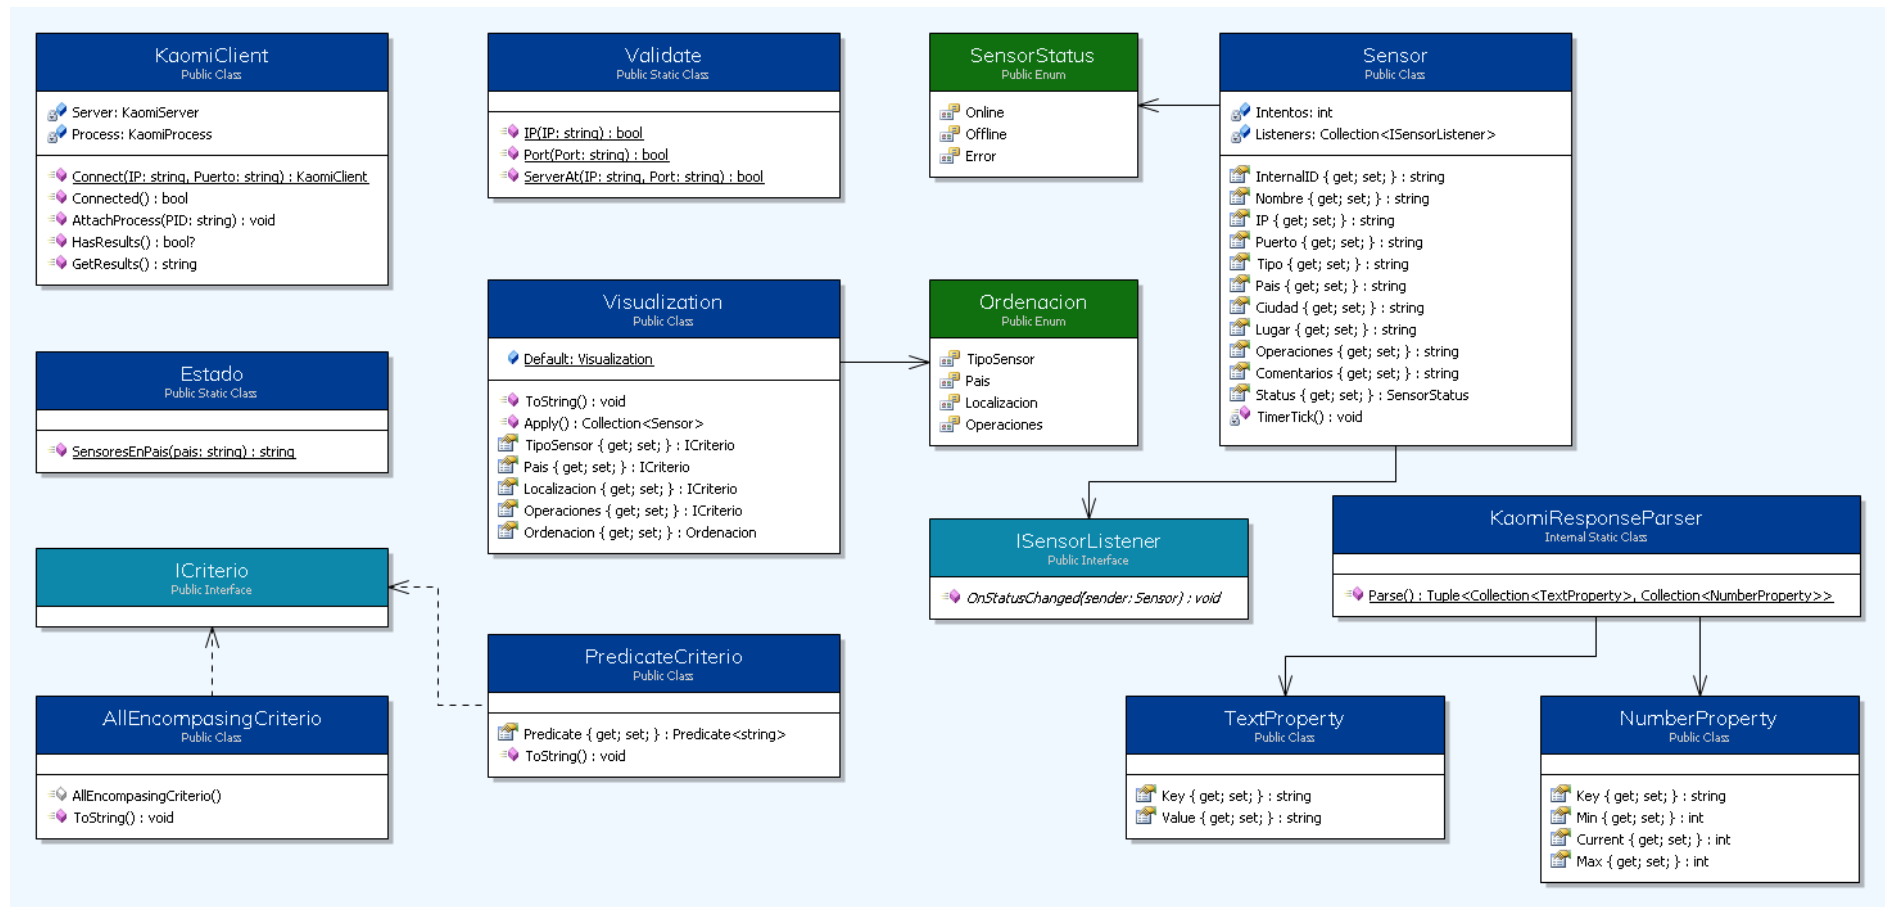 KaomiClient
Public Class
Server: KaomiServer
Process: KaomiProcess
Connect(IP: string, Puerto: string) : KaomiClient
Connected() : bool
AttachProcess(PID: string) : void
HasResults() : bool?
GetResults() : string
Validate
Public Static Class
IP(IP: string) : bool
Port(Port: string) : bool
ServerAt(IP: string, Port: string) : bool
SensorStatus
Public Enum
Online
Offline
Error
Sensor
Public Class
Intentos: int
Listeners: Collection<ISensorListener>
InternalID { get; set; } : string
Nombre { get; set; } : string
IP { get; set; } : string
Puerto { get; set; } : string
Tipo { get; set; } : string
Pais { get; set; } : string
Ciudad { get; set; } : string
Lugar { get; set; } : string
Operaciones { get; set; } : string
Comentarios { get; set; } : string
Status { get; set; } : SensorStatus
TimerTick() : void
Estado
Public Static Class
SensoresEnPais(pais: string) : string
Visualization
Public Class
Default: Visualization
ToString() : void
Apply() : Collection<Sensor>
TipoSensor { get; set; } : ICriterio
Pais { get; set; } : ICriterio
Localizacion { get; set; } : ICriterio
Operaciones { get; set; } : ICriterio
Ordenacion { get; set; } : Ordenacion
Ordenacion
Public Enum
TipoSensor
Pais
Localizacion
Operaciones
ICriterio
Public Interface
ISensorListener
Public Interface
OnStatusChanged(sender: Sensor) : void
KaomiResponseParser
Internal Static Class
Parse() : Tuple<Collection<TextProperty>, Collection<NumberProperty>>
AllEncompasingCriterio
Public Class
AllEncompasingCriterio()
ToString() : void
PredicateCriterio
Public Class
Predicate { get; set; } : Predicate<string>
ToString() : void
TextProperty
Public Class
Key { get; set; } : string
Value { get; set; } : string
NumberProperty
Public Class
Key { get; set; } : string
Min { get; set; } : int
Current { get; set; } : int
Max { get; set; } : int